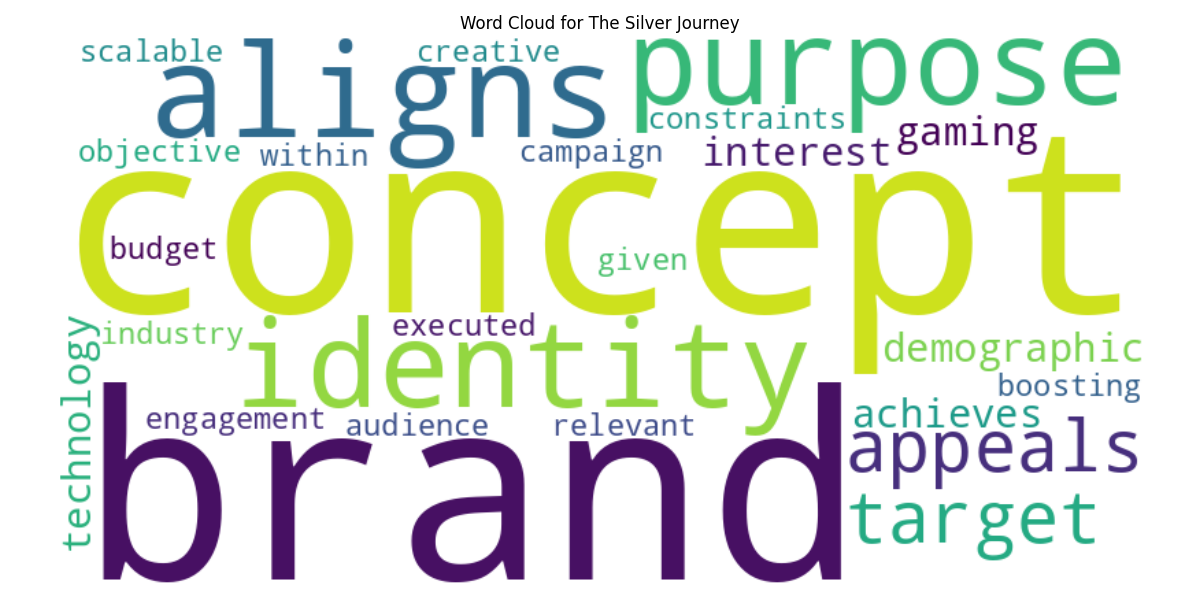 Word Cloud for The Silver Journey
scalable
creative
aligns
purpose
constraints
gaming
objective
within
campaign
interest
concept
budget
given
technology
industry
identity
executed
demographic
boosting
engagement
audience
relevant
achieves
brand
appeals
target